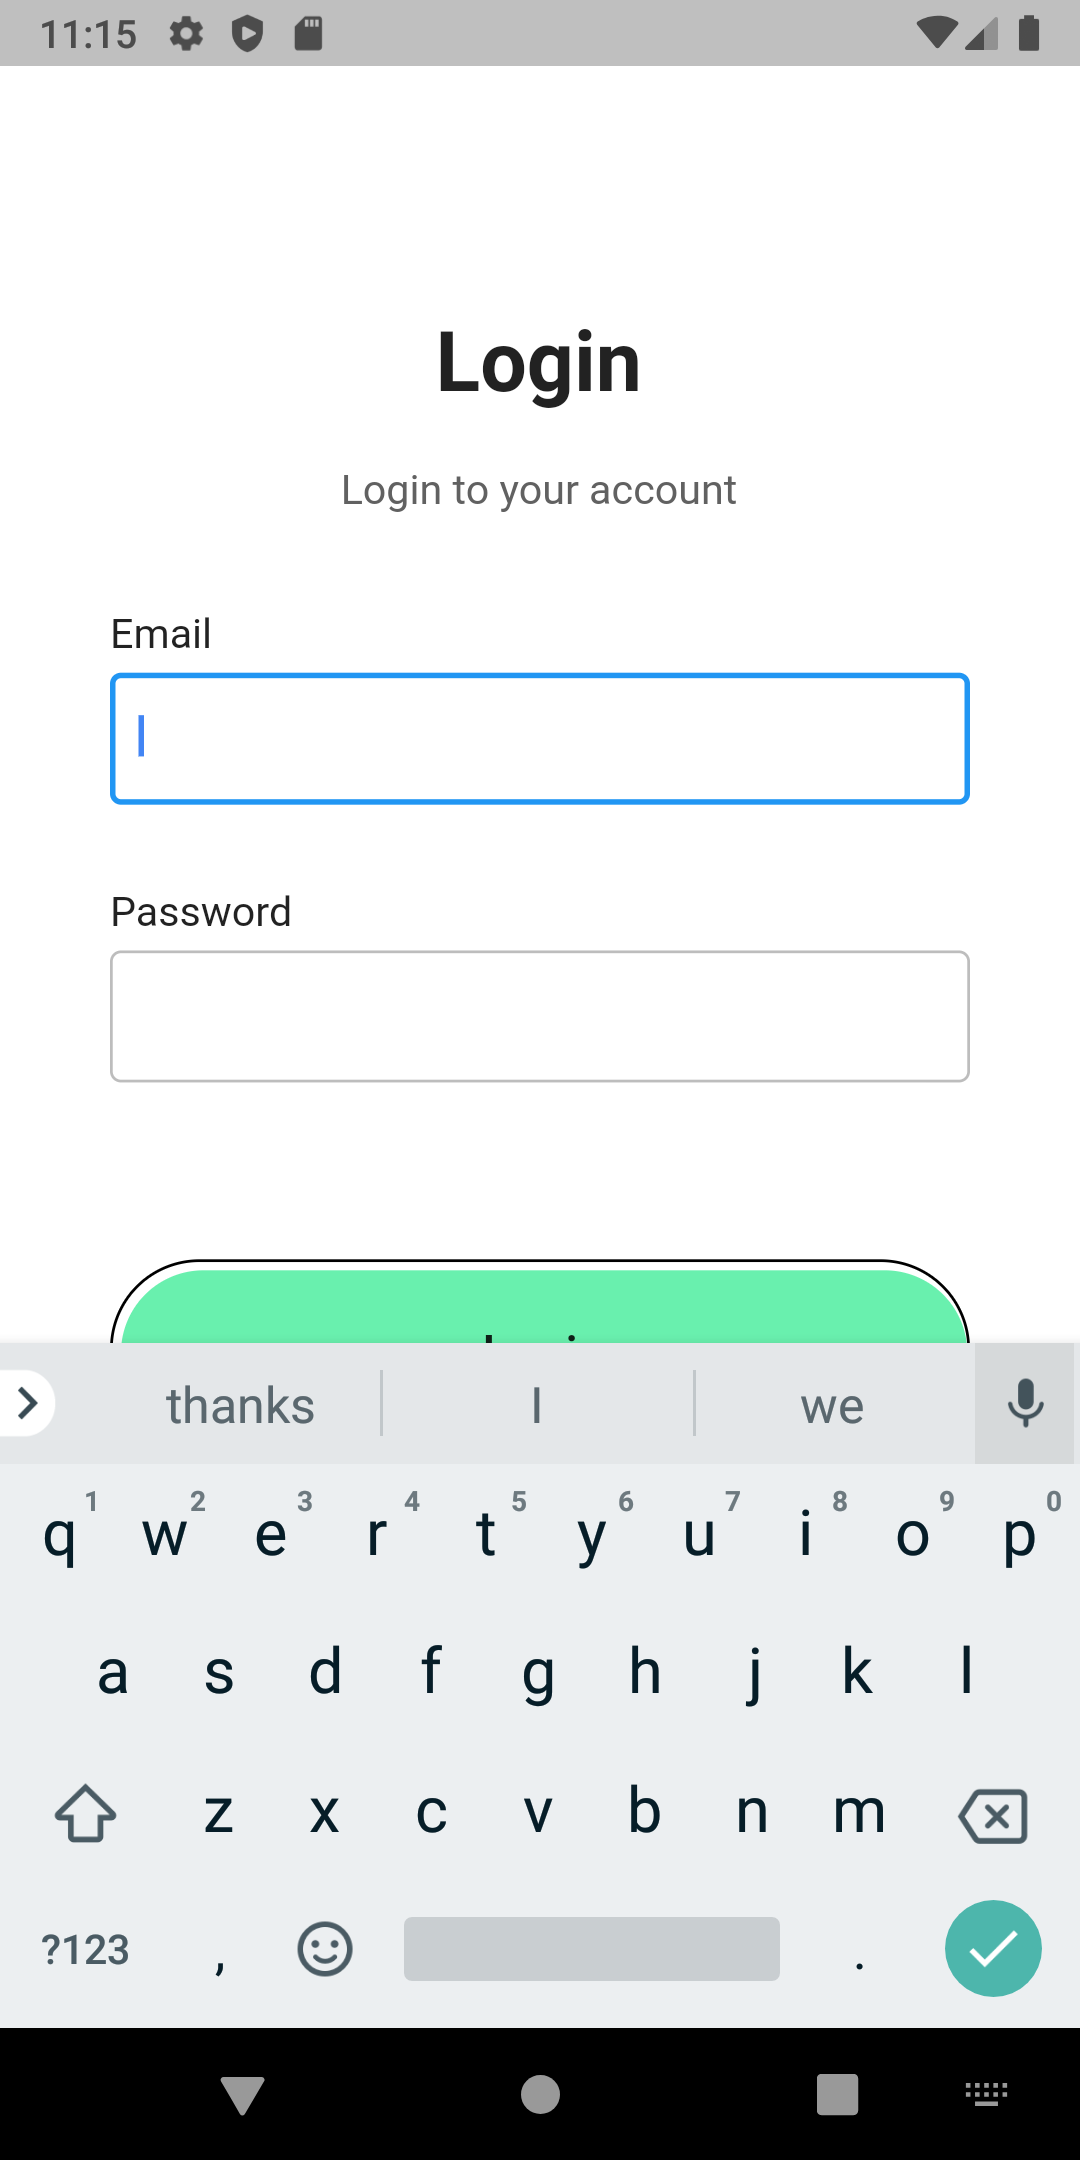 11:15
Login
Login to your account
Email
Password
thanks I we
q 1 w 2 e 3 r 4 t 5 y 6 u 7 i 8 o 9 p 0
a s d f g h j k l
z x c v b n m
?123 , .